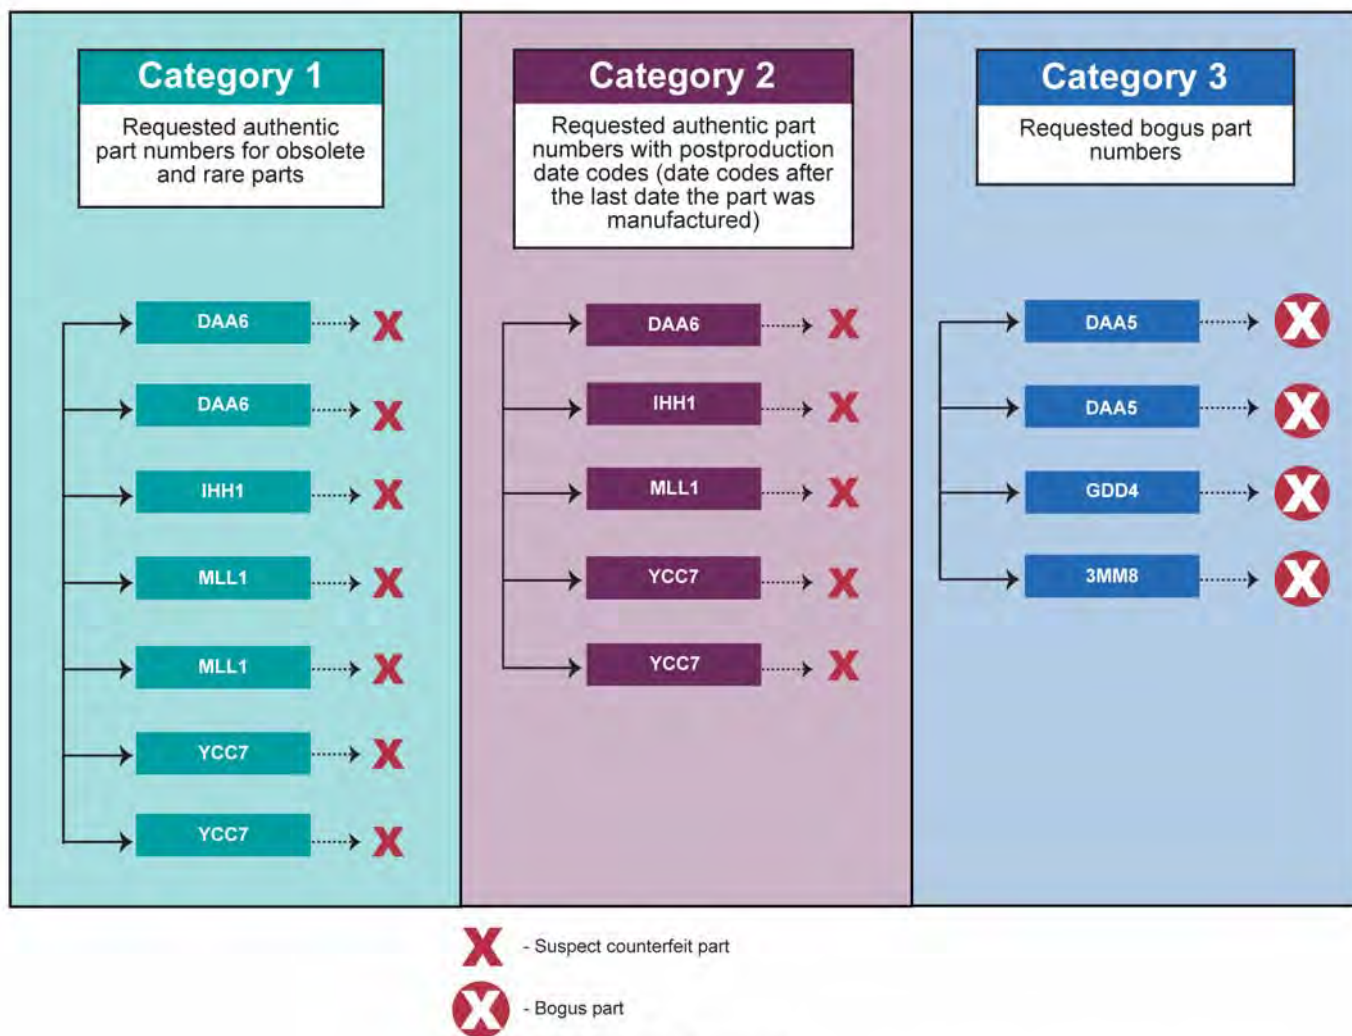 Category 1
Requested authentic
part numbers for obsolete
and rare parts
DAA6
DAA6
IHH1
MLL1
MLL1
YCC7
YCC7
Category 2
Requested authentic part
numbers with postproduction
date codes (date codes after
the last date the part was
manufactured)
DAA6
IHH1
MLL1
YCC7
YCC7
Category 3
Requested bogus part
numbers
DAA5
DAA5
GDD4
3MM8
X - Suspect counterfeit part
X - Bogus part